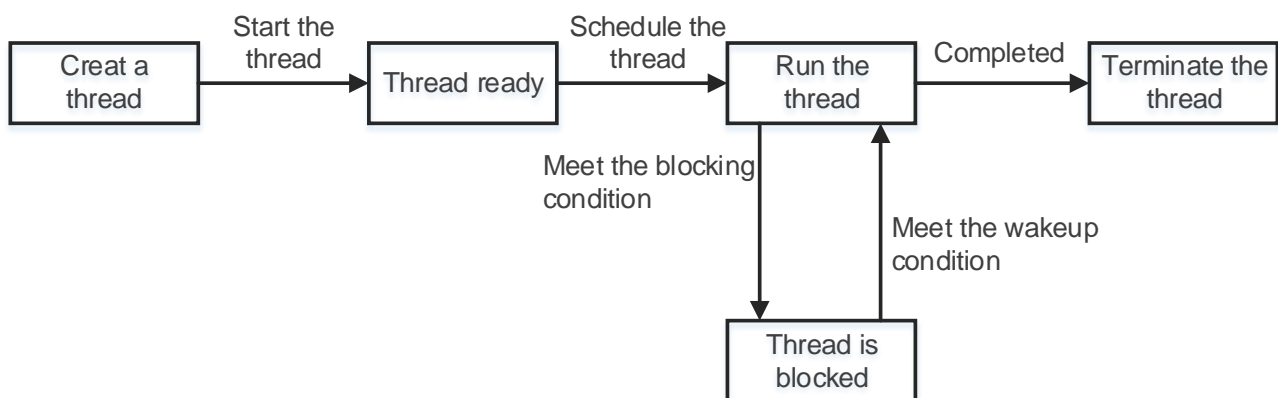 Start the
thread
Schedule the
thread
Completed
Creat a
thread
Thread ready
Run the
thread
Terminate the
thread
Meet the blocking
condition
Meet the wakeup
condition
Thread is
blocked